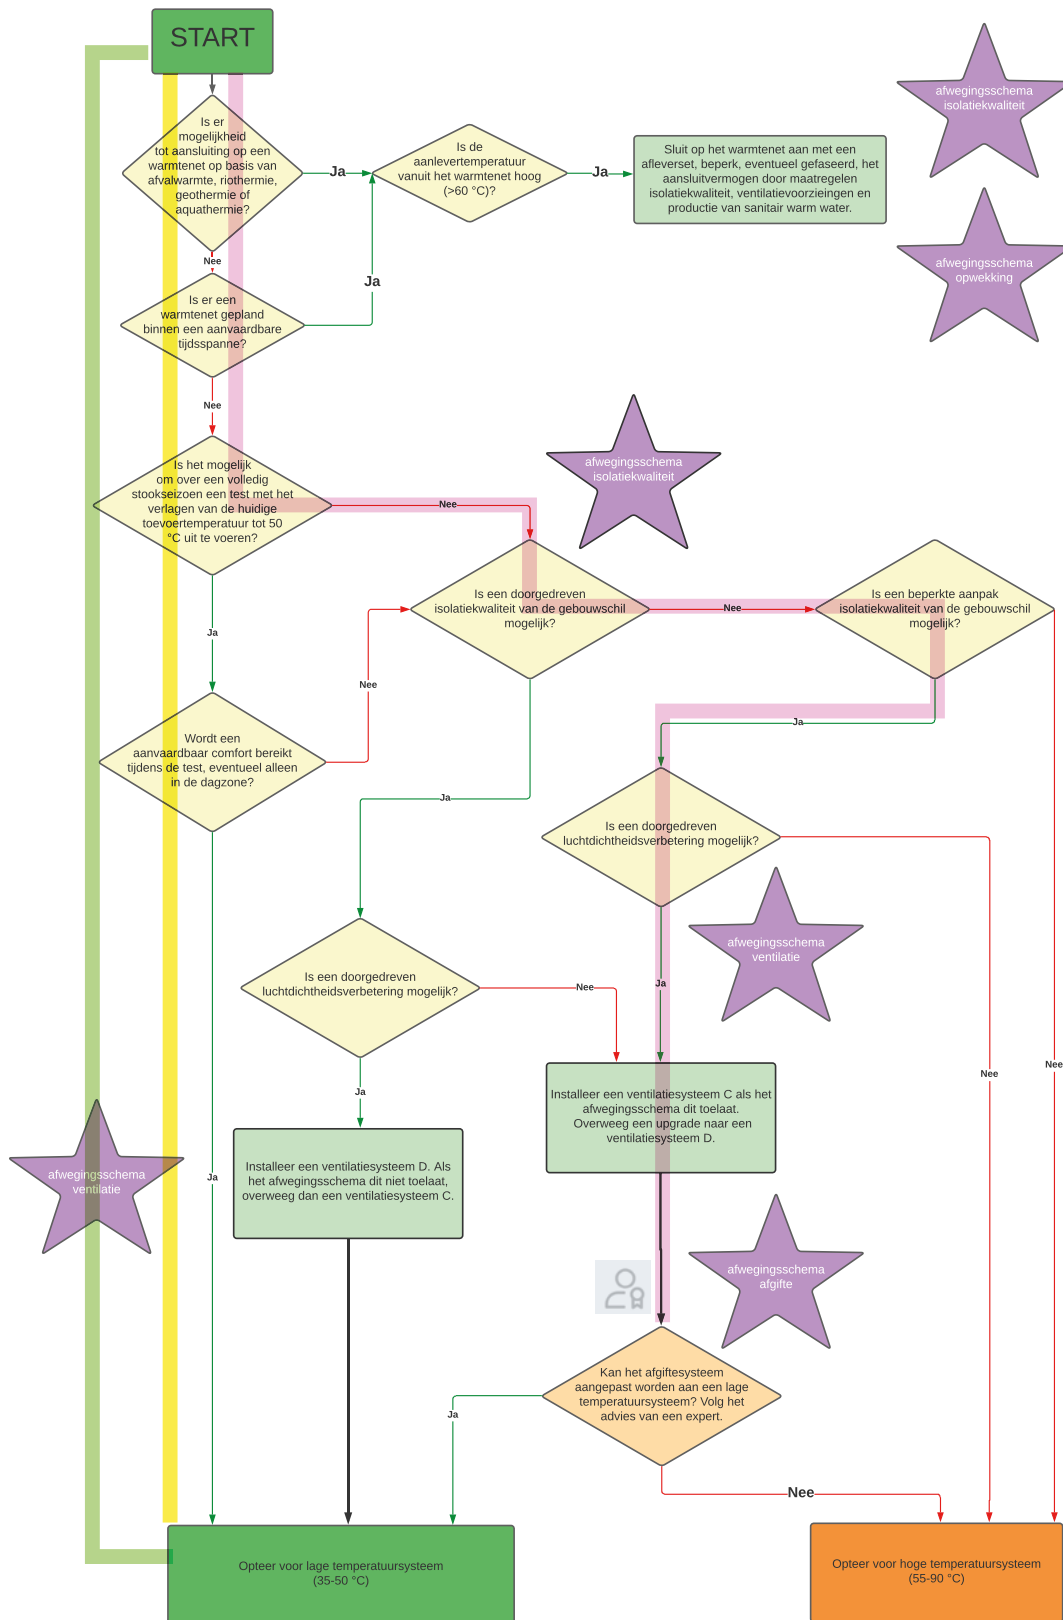 START
afwegingsschema
isolatiekwaliteit
Is er
mogelijkheid
tot aansluiting op een
warmtenet op basis van
afvalwarmte, riothermie,
geothermie of
aquathermie?
Ja
Is de
aanlevertemperatuur
vanuit het warmtenet hoog
(>60 °C)?
Ja
Sluit op het warmtenet aan met een
afleverset, beperk, eventueel gefaseerd, het
aansluitvermogen door maatregelen
isolatiekwaliteit, ventilatievoorzieingen en
productie van sanitair warm water.
Nee
afwegingsschema
opwekking
Is er een
warmtenet gepland
binnen een aanvaardbare
tijdsspanne?
Ja
Nee
Is het mogelijk
om over een volledig
stookseizoen een test met het
verlagen van de huidige
toevoertemperatuur tot 50
°C uit te voeren?
Nee
afwegingsschema
isolatiekwaliteit
Is een doorgedreven
isolatiekwaliteit van de gebouwschil
mogelijk?
Nee
Is een beperkte aanpak
isolatiekwaliteit van de gebouwschil
mogelijk?
Ja
Nee
Wordt een
aanvaardbaar comfort bereikt
tijdens de test, eventueel alleen
in de dagzone?
Ja
Ja
Is een doorgedreven
luchtdichtheidsverbetering mogelijk?
afwegingsschema
ventilatie
Is een doorgedreven
luchtdichtheidsverbetering mogelijk?
Nee
Ja
Nee
Nee
Ja
Installeer een ventilatiesysteem C als het
afwegingsschema dit toelaat.
Overweeg een upgrade naar een
ventilatiesysteem D.
afwegingsschema
ventilatie
Ja
Installeer een ventilatiesysteem D. Als
het afwegingsschema dit niet toelaat,
overweeg dan een ventilatiesysteem C.
afwegingsschema
afgifte
Kan het afgiftesysteem
aangepast worden aan een lage
temperatuursysteem? Volg het
advies van een expert.
Ja
Nee
Opteer voor lage temperatuursysteem
(35-50 °C)
Opteer voor hoge temperatuursysteem
(55-90 °C)